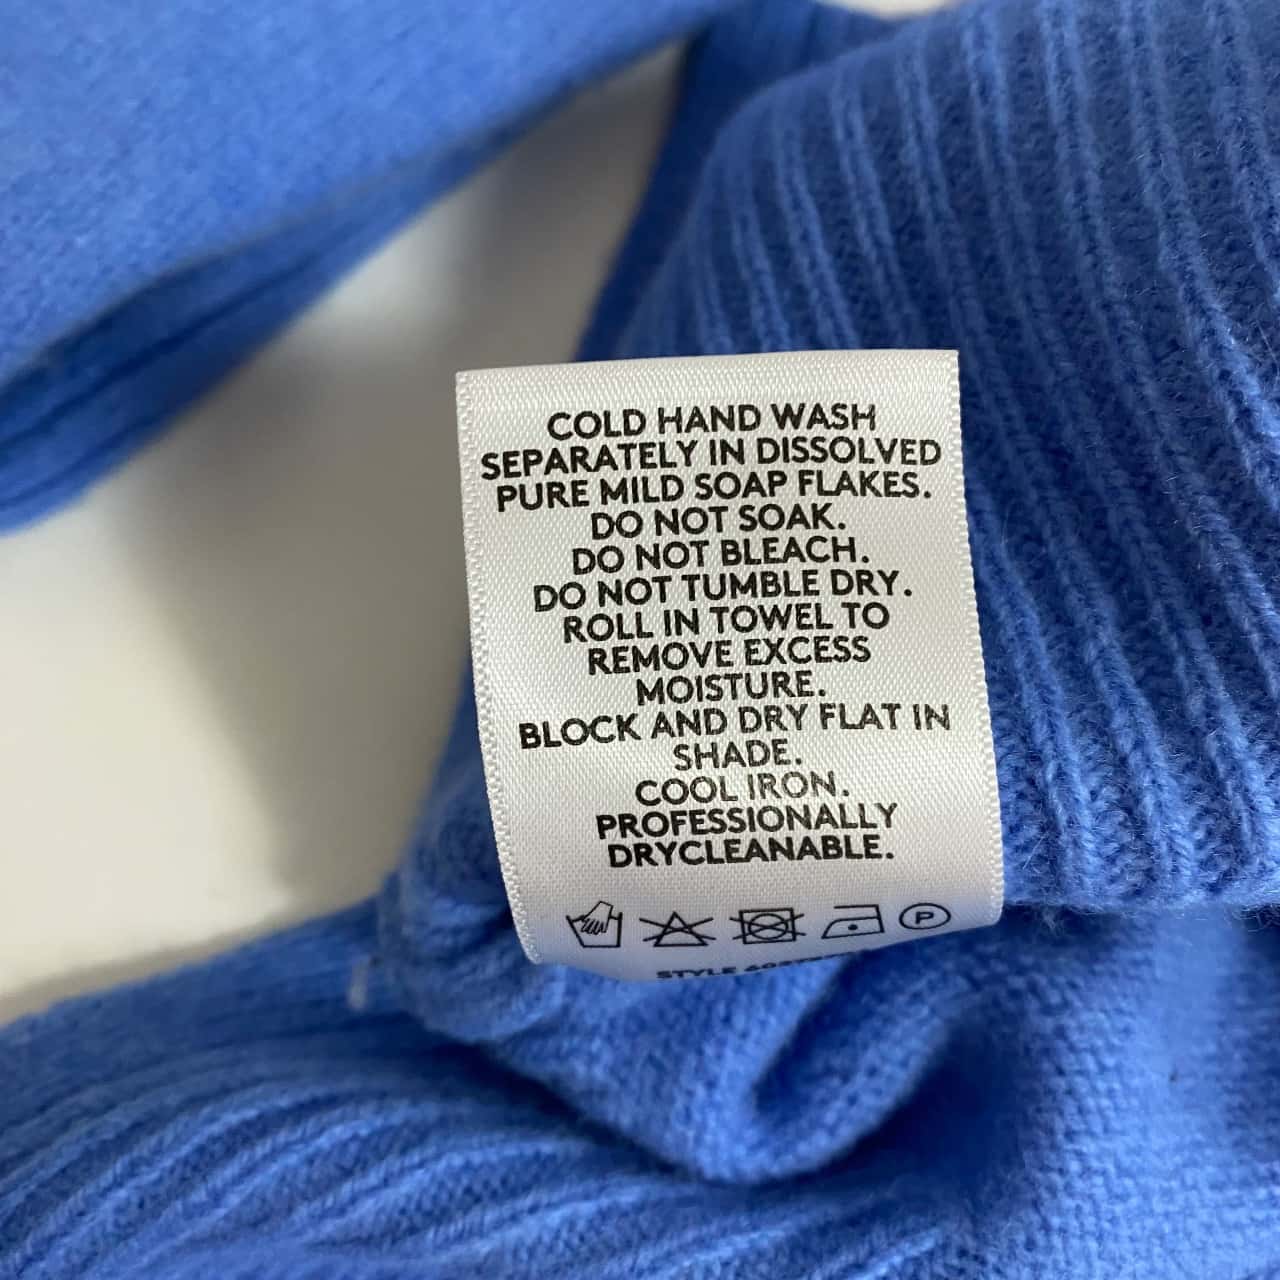 COLD HAND WASH
SEPARATELY IN DISSOLVED
PURE MILD SOAP FLAKES.
DO NOT SOAK.
DO NOT BLEACH.
DO NOT TUMBLE DRY.
ROLL IN TOWEL TO
REMOVE EXCESS
MOISTURE.
BLOCK AND DRY FLAT IN
SHADE.
COOL IRON.
PROFESSIONALLY
DRYCLEANABLE.
P
STYLE